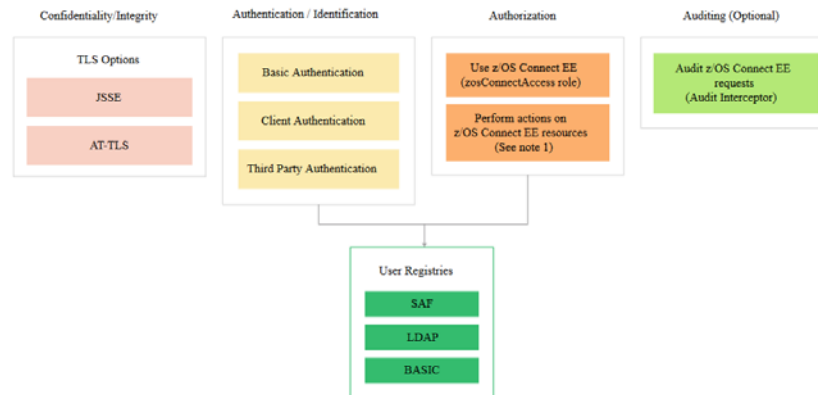 Confidentiality/Integrity
TLS Options
JSSE
AT-TLS
Authentication / Identification
Basic Authentication
Client Authentication
Third Party Authentication
Authorization
Use z/OS Connect EE
(zosConnectAccess role)
Perform actions on
z/OS Connect EE resources
(See note 1)
Auditing (Optional)
Audit z/OS Connect EE
requests
(Audit Interceptor)
User Registries
SAF
LDAP
BASIC